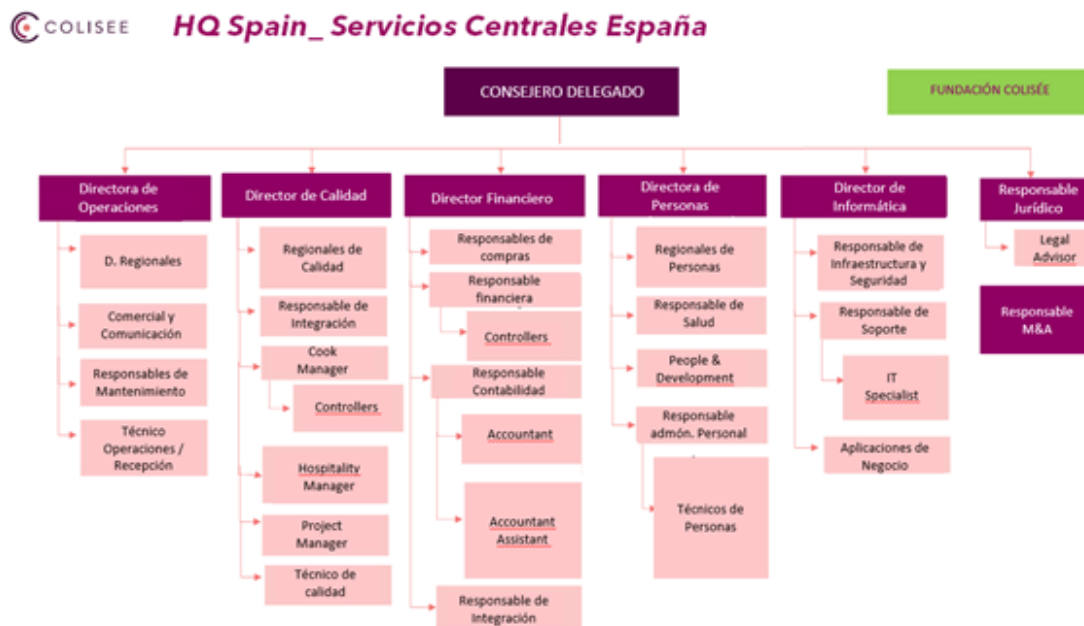 COLISEE
HQ Spain_ Servicios Centrales España
CONSEJERO DELEGADO
FUNDACIÓN COLISÉE
Directora de
Operaciones
D. Regionales
Comercial y
Comunicación
Responsables de
Mantenimiento
Técnico
Operaciones /
Recepción
Director de Calidad
Regionales de
Calidad
Responsable de
Integración
Cook
Manager
Controllers
Hospitality
Manager
Project
Manager
Técnico de
calidad
Director Financiero
Responsables de
compras
Responsable
financiera
Controllers
Responsable
Contabilidad
Accountant
Accountant
Assistant
Responsable de
Integración
Directora de
Personas
Regionales de
Personas
Responsable de
Salud
People &
Development
Responsable
admón. Personal
Técnicos de
Personas
Director de
Informática
Responsable de
Infraestructura y
Seguridad
Responsable de
Soporte
IT
Specialist
Aplicaciones de
Negocio
Responsable
Jurídico
Legal
Advisor
Responsable
M&A